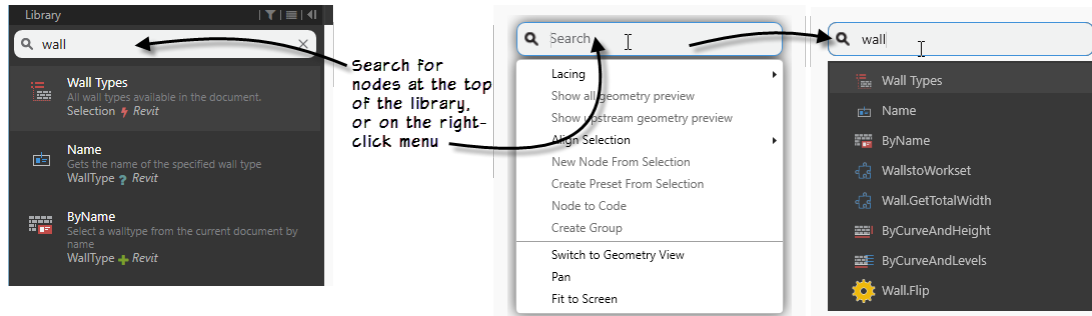 Library
wall
Wall Types
All wall types available in the document.
Selection Revit
Name
Gets the name of the specified wall type
WallType ? Revit
ByName
Select a walltype from the current document by
name
WallType Revit
Search for
nodes at the top
of the library,
or on the right-
click menu
Search
Lacing
Show all geometry preview
Show upstream geometry preview
Align Selection
New Node From Selection
Create Preset From Selection
Node to Code
Create Group
Switch to Geometry View
Pan
Fit to Screen
wall
Wall Types
Name
ByName
WallstoWorkset
Wall.GetTotalWidth
ByCurveAndHeight
ByCurveAndLevels
Wall.Flip